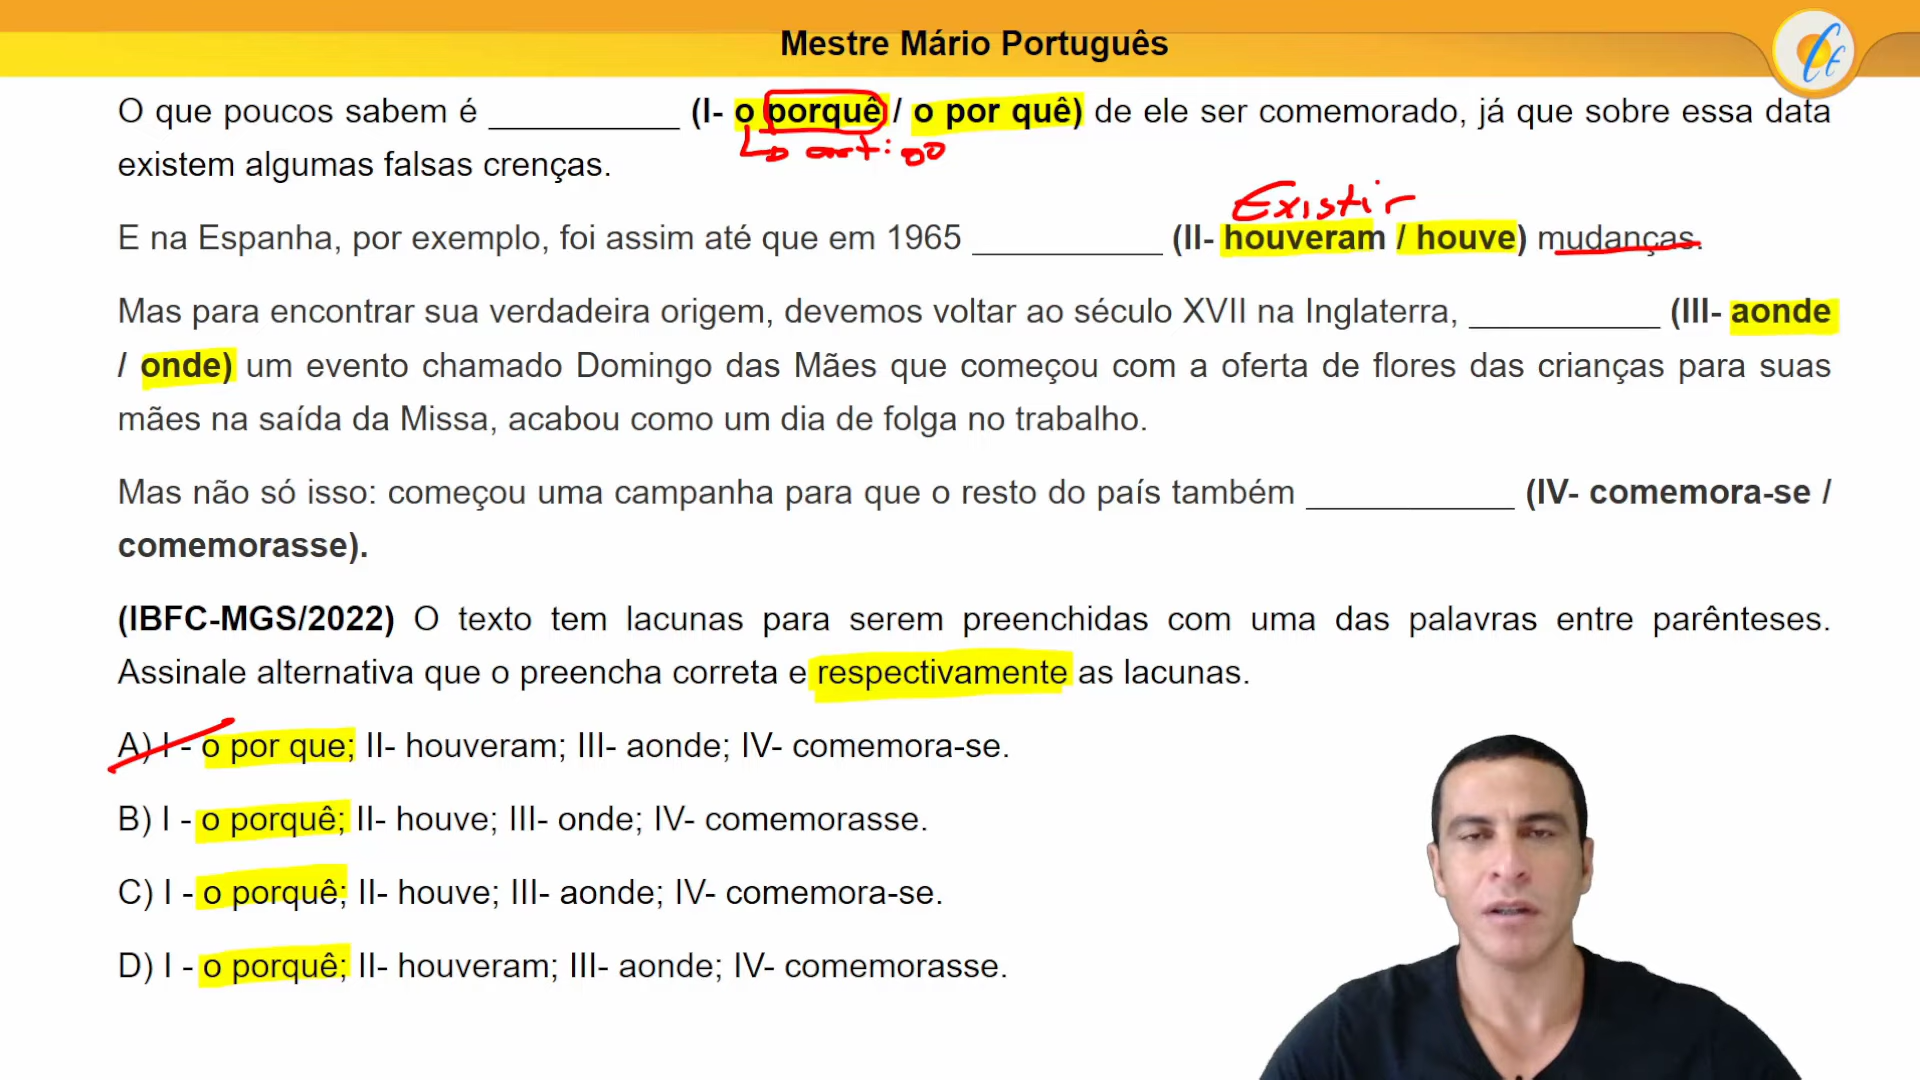 Mestre Mário Português
O que poucos sabem é __________ (I- o porquê / o por quê) de ele ser comemorado, já que sobre essa data
artigo
existem algumas falsas crenças.
Existir
E na Espanha, por exemplo, foi assim até que em 1965 __________ (II- houveram / houve) mudanças.
Mas para encontrar sua verdadeira origem, devemos voltar ao século XVII na Inglaterra, __________ (III- aonde
/ onde) um evento chamado Domingo das Mães que começou com a oferta de flores das crianças para suas
mães na saída da Missa, acabou como um dia de folga no trabalho.
Mas não só isso: começou uma campanha para que o resto do país também ___________ (IV- comemora-se /
comemorasse).
(IBFC-MGS/2022) O texto tem lacunas para serem preenchidas com uma das palavras entre parênteses.
Assinale alternativa que o preencha correta e respectivamente as lacunas.
A) I - o por que; II- houveram; III- aonde; IV- comemora-se.
B) I - o porquê; II- houve; III- onde; IV- comemorasse.
C) I - o porquê; II- houve; III- aonde; IV- comemora-se.
D) I - o porquê; II- houveram; III- aonde; IV- comemorasse.